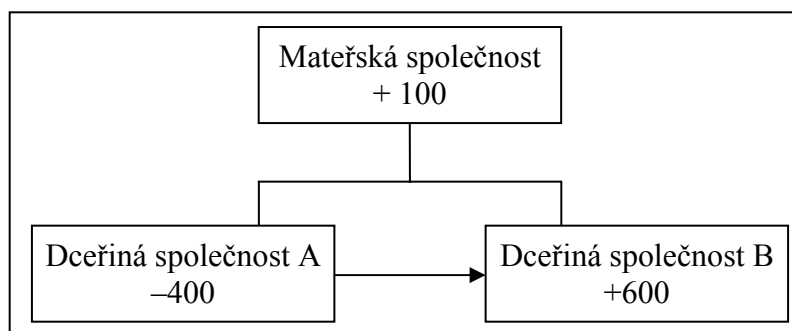 Mateřská společnost
+ 100
Dceřiná společnost A
–400
Dceřiná společnost B
+600